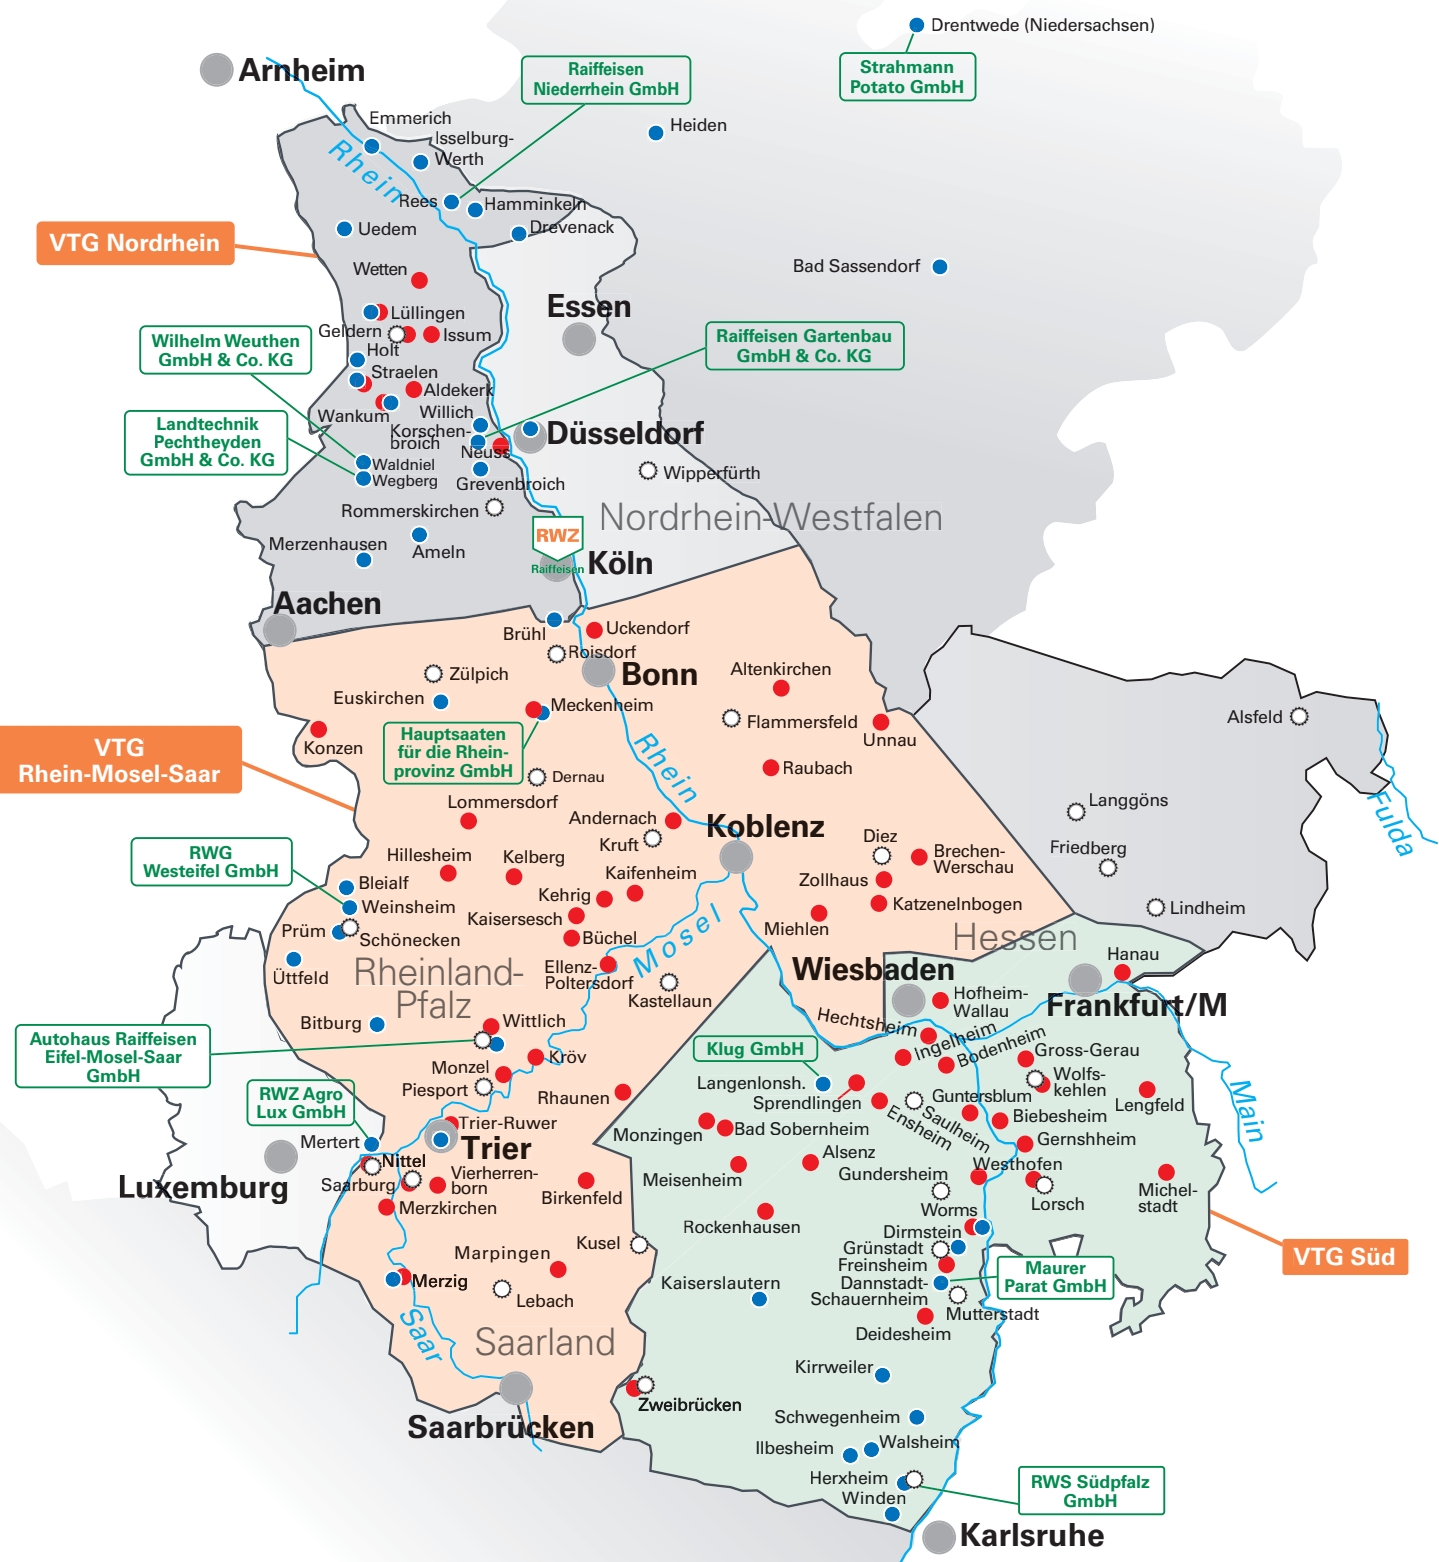 Drentwede (Niedersachsen)
Strahmann
Potato GmbH
Arnheim
Raiffeisen
Niederrhein GmbH
Emmerich
Isselburg-
Werth
Heiden
Rhein
Rees
Hamminkeln
Uedem
Drevenack
VTG Nordrhein
Wetten
Bad Sassendorf
Lüllingen
Essen
Geldern
Issum
Wilhelm Weuthen
GmbH & Co. KG
Raiffeisen Gartenbau
GmbH & Co. KG
Holt
Straelen
Aldekerk
Wankum
Willich
Landtechnik
Pechtheyden
GmbH & Co. KG
Korschen-
broich
Düsseldorf
Neuss
Waldniel
Wegberg
Wipperfürth
Grevenbroich
Rommerskirchen
Nordrhein-Westfalen
RWZ
Raiffeisen
Merzenhausen
Ameln
Köln
Aachen
Brühl
Uckendorf
Roisdorf
Zülpich
Bonn
Altenkirchen
Euskirchen
Meckenheim
Flammersfeld
Unnau
Alsfeld
Konzen
Hauptsaaten
für die Rhein-
provinz GmbH
VTG
Rhein-Mosel-Saar
Rhein
Dernau
Raubach
Lommersdorf
Andernach
Koblenz
Langgöns
Fulda
Kruft
Diez
Friedberg
RWG
Westeifel GmbH
Hillesheim
Kelberg
Kaifenheim
Brechen-
Werschau
Bleialf
Kehrig
Zollhaus
Weinsheim
Kaisersesch
Katzenelnbogen
Lindheim
Prüm
Schönecken
Büchel
Mosel
Miehlen
Hessen
Üttfeld
Rheinland-
Pfalz
Ellenz-
Poltersdorf
Wiesbaden
Hanau
Kastellaun
Hofheim-
Wallau
Frankfurt/M
Bitburg
Wittlich
Hechtsheim
Autohaus Raiffeisen
Eifel-Mosel-Saar
GmbH
Klug GmbH
Ingelheim
Bodenheim
Gross-Gerau
Kröv
Monzel
Piesport
Langenlonsh.
Wolfs-
kehlen
Rhaunen
Sprendlingen
Guntersblum
Lengfeld
Main
RWZ Agro
Lux GmbH
Ensheim
Saulheim
Biebesheim
Trier-Ruwer
Monzingen
Bad Sobernheim
Mertert
Trier
Gernshheim
Nittel
Alsenz
Westhofen
Luxemburg
Saarburg
Vierherren-
born
Birkenfeld
Meisenheim
Gundersheim
Lorsch
Michel-
stadt
Merzkirchen
Rockenhausen
Worms
Dirmstein
Kusel
Grünstadt
Marpingen
Freinsheim
VTG Süd
Merzig
Kaiserslautern
Dannstadt-
Schauernheim
Maurer
Parat GmbH
Lebach
Mutterstadt
Saar
Saarland
Deidesheim
Kirrweiler
Zweibrücken
Saarbrücken
Schwegenheim
Ilbesheim
Walsheim
Herxheim
RWS Südpfalz
GmbH
Winden
Karlsruhe